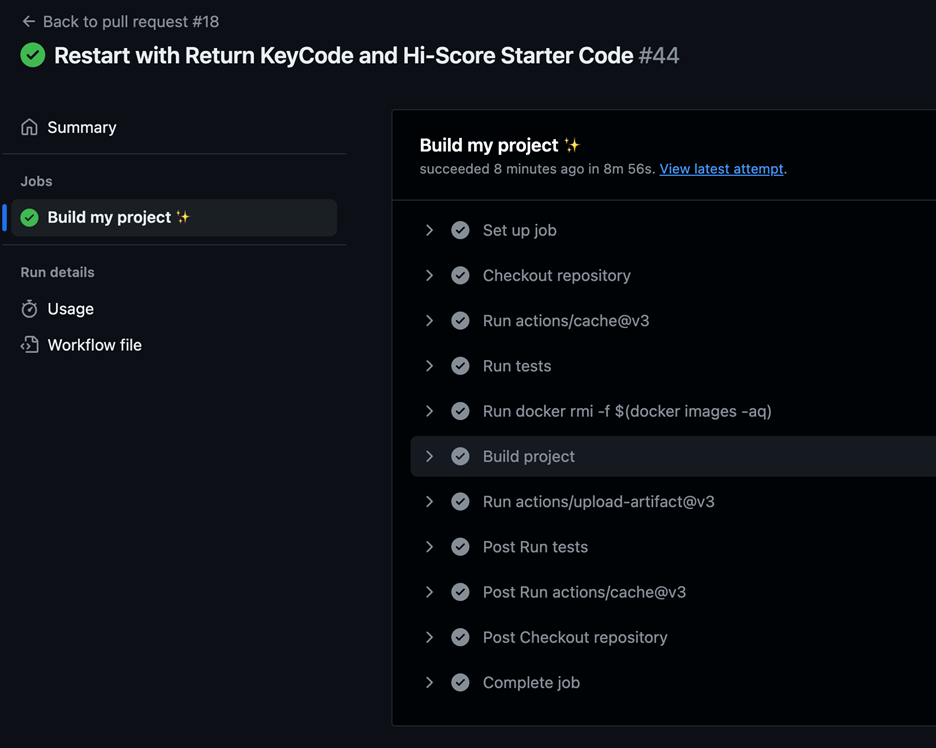 ← Back to pull request #18
Restart with Return KeyCode and Hi-Score Starter Code #44
Summary
Jobs
Build my project ✨
Run details
Usage
Workflow file
Build my project ✨
succeeded 8 minutes ago in 8m 56s. View latest attempt.
Set up job
Checkout repository
Run actions/cache@v3
Run tests
Run docker rmi -f $(docker images -aq)
Build project
Run actions/upload-artifact@v3
Post Run tests
Post Run actions/cache@v3
Post Checkout repository
Complete job